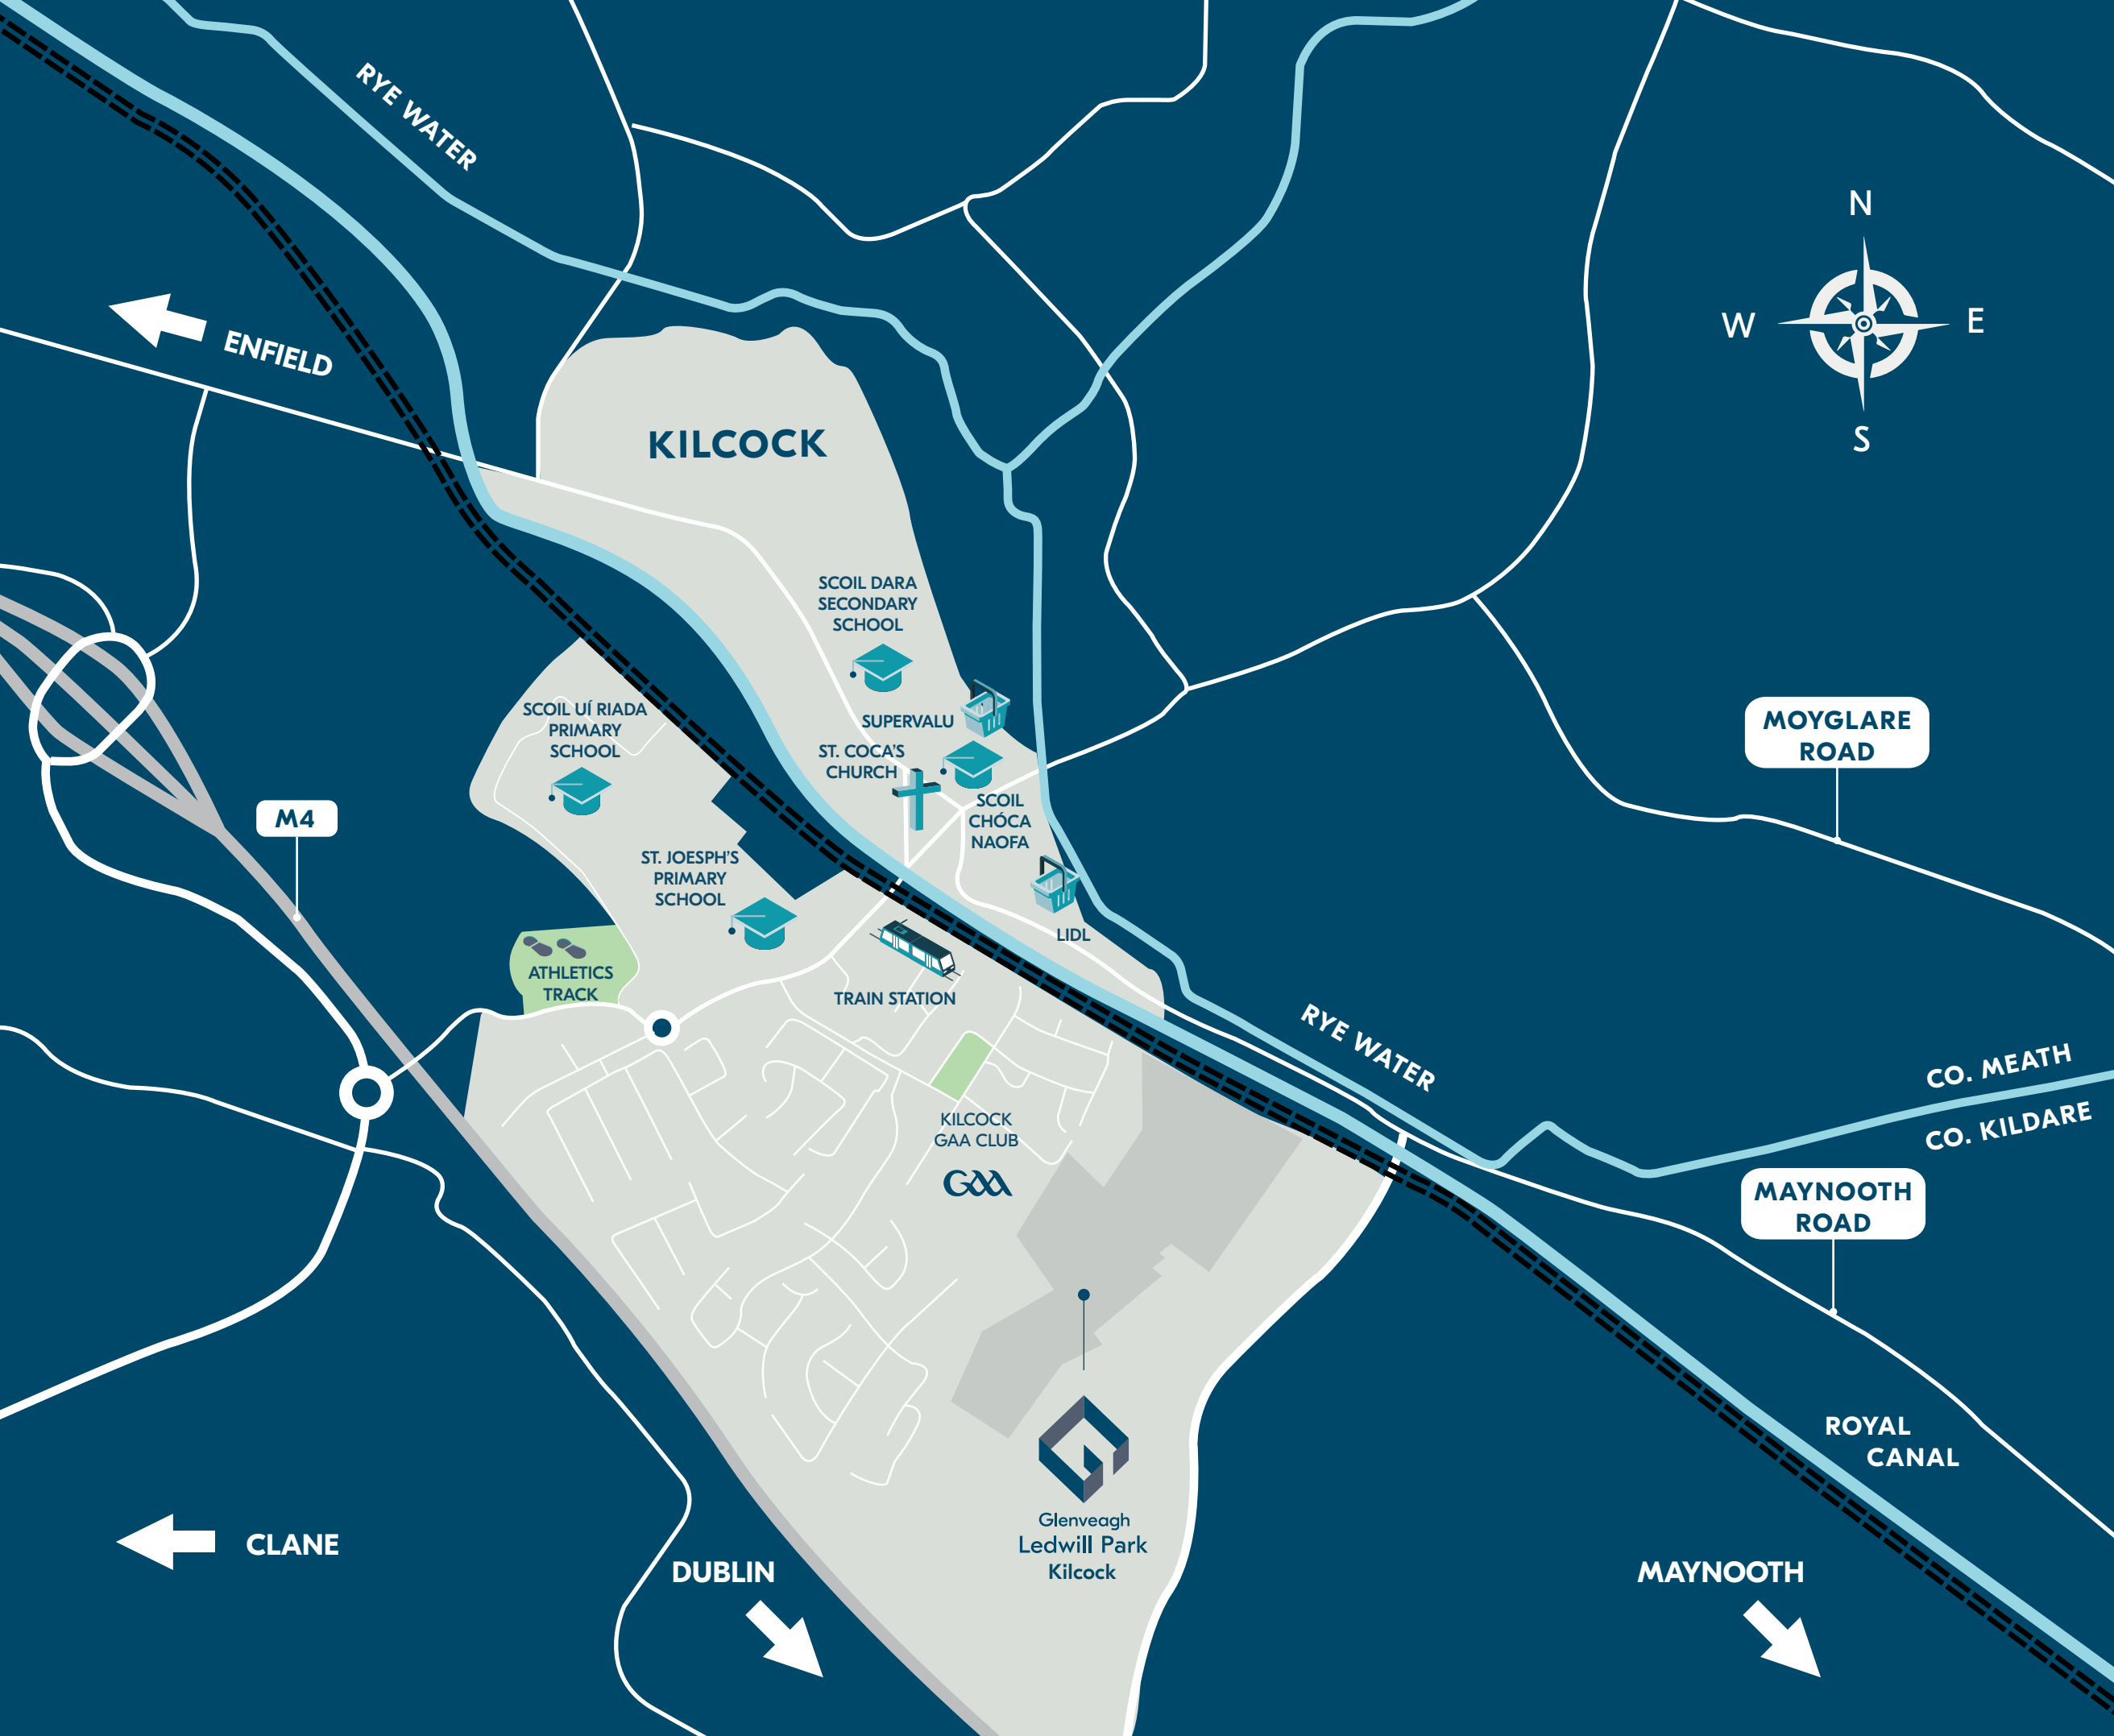 RYE WATER
N
W
E
S
ENFIELD
KILCOCK
SCOIL DARA
SECONDARY
SCHOOL
SCOIL UÍ RIADA
PRIMARY
SCHOOL
SUPERVALU
ST. COCA'S
CHURCH
SCOIL
CHÓCA
NAOFA
MOYGLARE
ROAD
M4
ST. JOESPH'S
PRIMARY
SCHOOL
LIDL
ATHLETICS
TRACK
TRAIN STATION
RYE WATER
CO. MEATH
CO. KILDARE
KILCOCK
GAA CLUB
GAA
MAYNOOTH
ROAD
ROYAL
CANAL
Glenveagh
Ledwill Park
Kilcock
CLANE
DUBLIN
MAYNOOTH